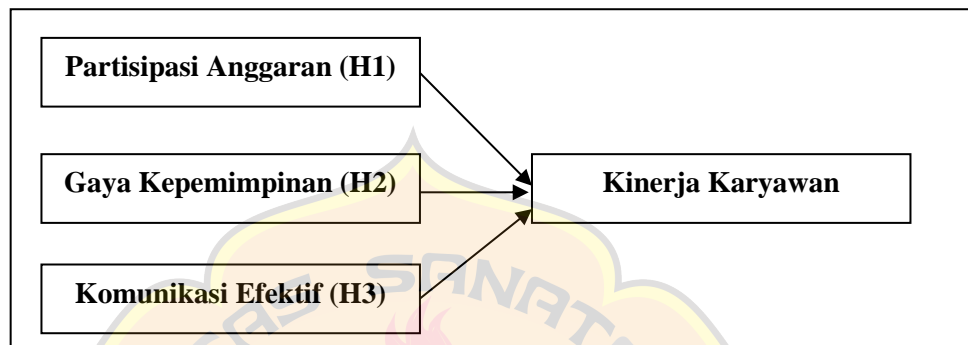 Partisipasi Anggaran (H1)
Gaya Kepemimpinan (H2)
Kinerja Karyawan
Komunikasi Efektif (H3)